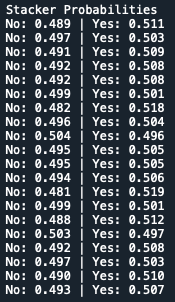 Stacker Probabilities
No: 0.489 | Yes: 0.511
No: 0.497 | Yes: 0.503
No: 0.491 | Yes: 0.509
No: 0.492 | Yes: 0.508
No: 0.492 | Yes: 0.508
No: 0.499 | Yes: 0.501
No: 0.482 | Yes: 0.518
No: 0.496 | Yes: 0.504
No: 0.504 | Yes: 0.496
No: 0.495 | Yes: 0.505
No: 0.495 | Yes: 0.505
No: 0.494 | Yes: 0.506
No: 0.481 | Yes: 0.519
No: 0.499 | Yes: 0.501
No: 0.488 | Yes: 0.512
No: 0.503 | Yes: 0.497
No: 0.492 | Yes: 0.508
No: 0.497 | Yes: 0.503
No: 0.490 | Yes: 0.510
No: 0.493 | Yes: 0.507